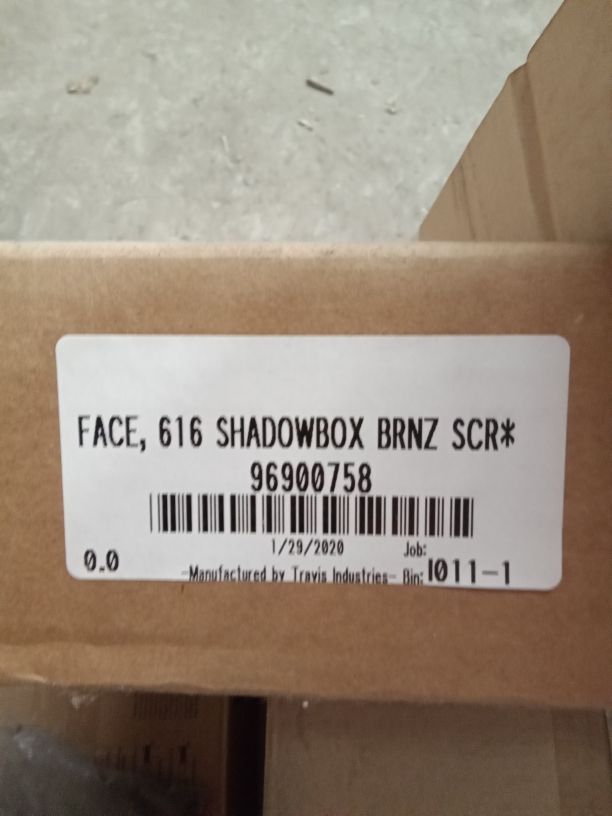 FACE, 616 SHADOWBOX BRNZ SCR*
96900758
1/29/2020 Job:
0.0 -Manufactured by Travis Industries- Bin: I011-1